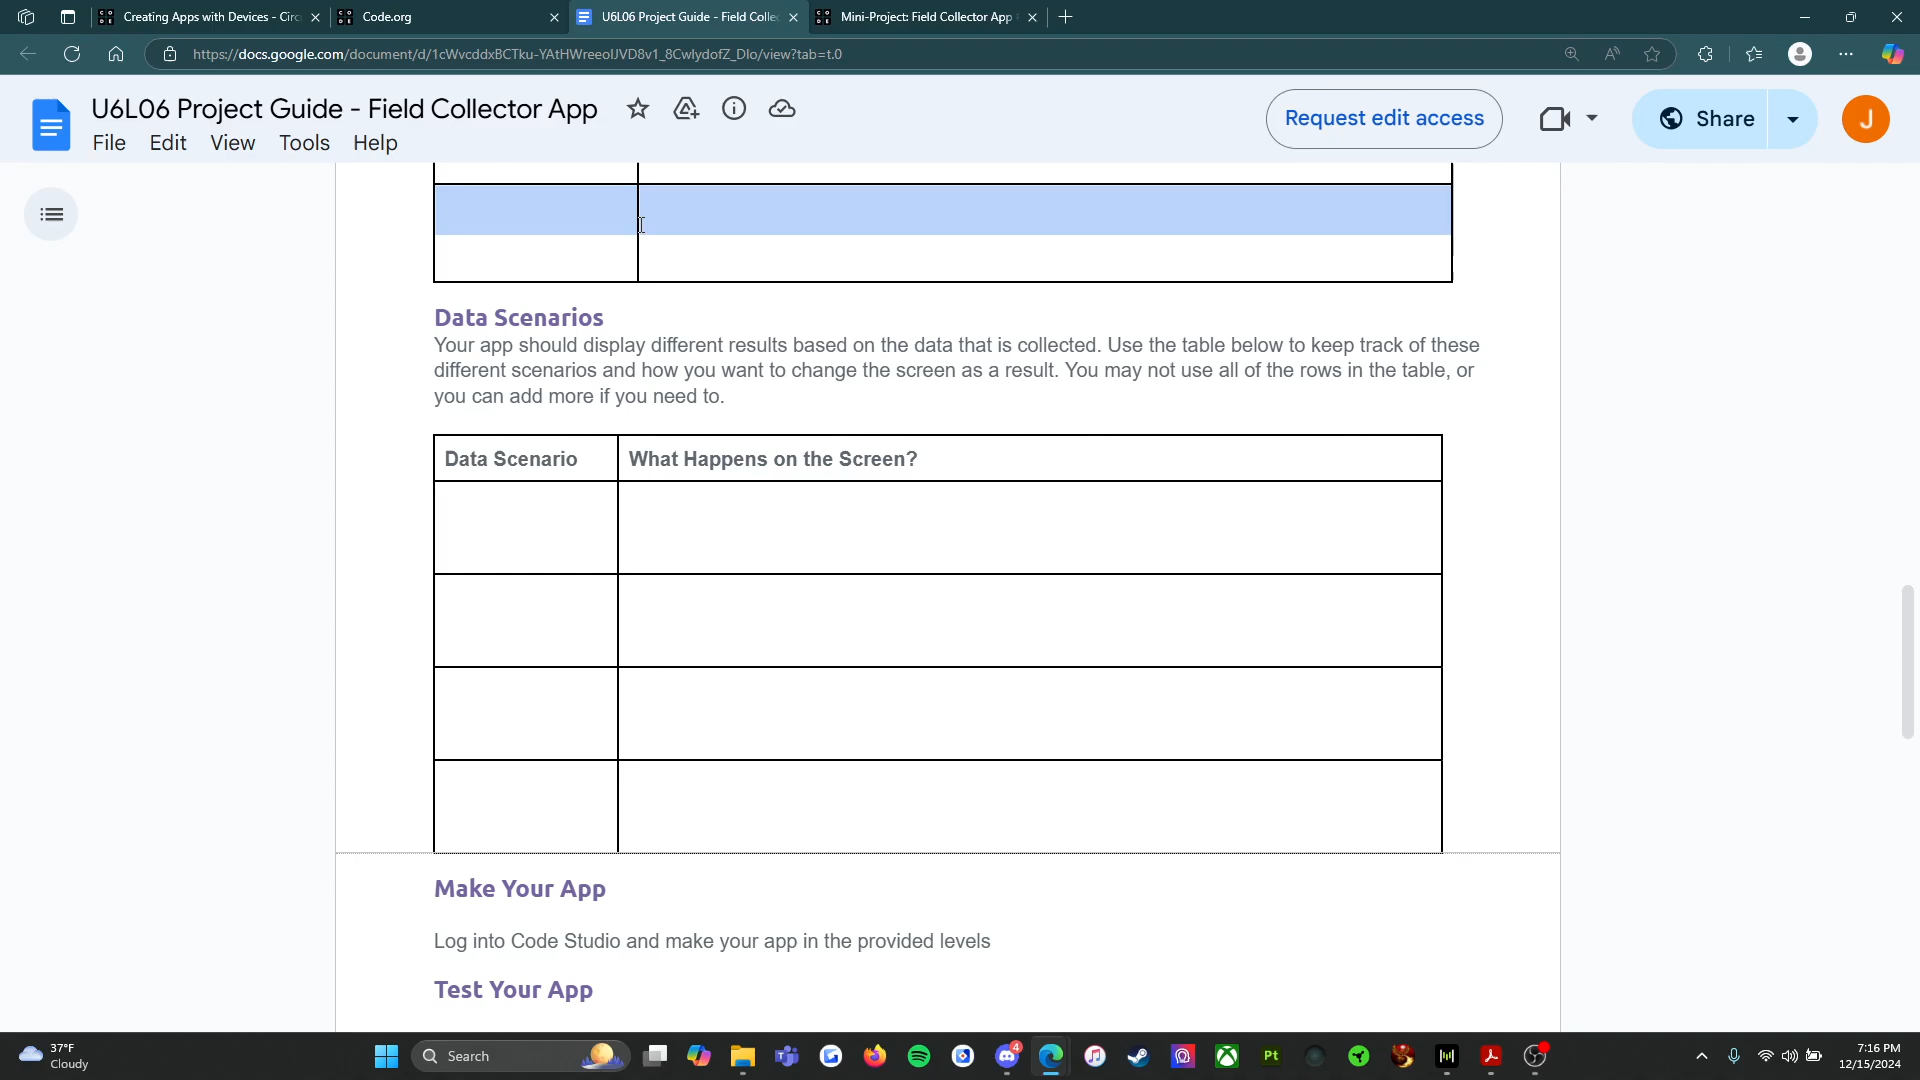 Creating Apps with Devices - Circ
Code.org
U6L06 Project Guide - Field Collec
Mini-Project: Field Collector App
https://docs.google.com/document/d/1cWvcddxBCTku-YAtHWreeolJVD8v1_8CwlydofZ_Dlo/view?tab=t.0
U6L06 Project Guide - Field Collector App
File Edit View Tools Help
Request edit access
Share
J
Data Scenarios
Your app should display different results based on the data that is collected. Use the table below to keep track of these
different scenarios and how you want to change the screen as a result. You may not use all of the rows in the table, or
you can add more if you need to.
Data Scenario
What Happens on the Screen?
Make Your App
Log into Code Studio and make your app in the provided levels
Test Your App
37°F
Cloudy
Search
4
Pt
7:16 PM
12/15/2024